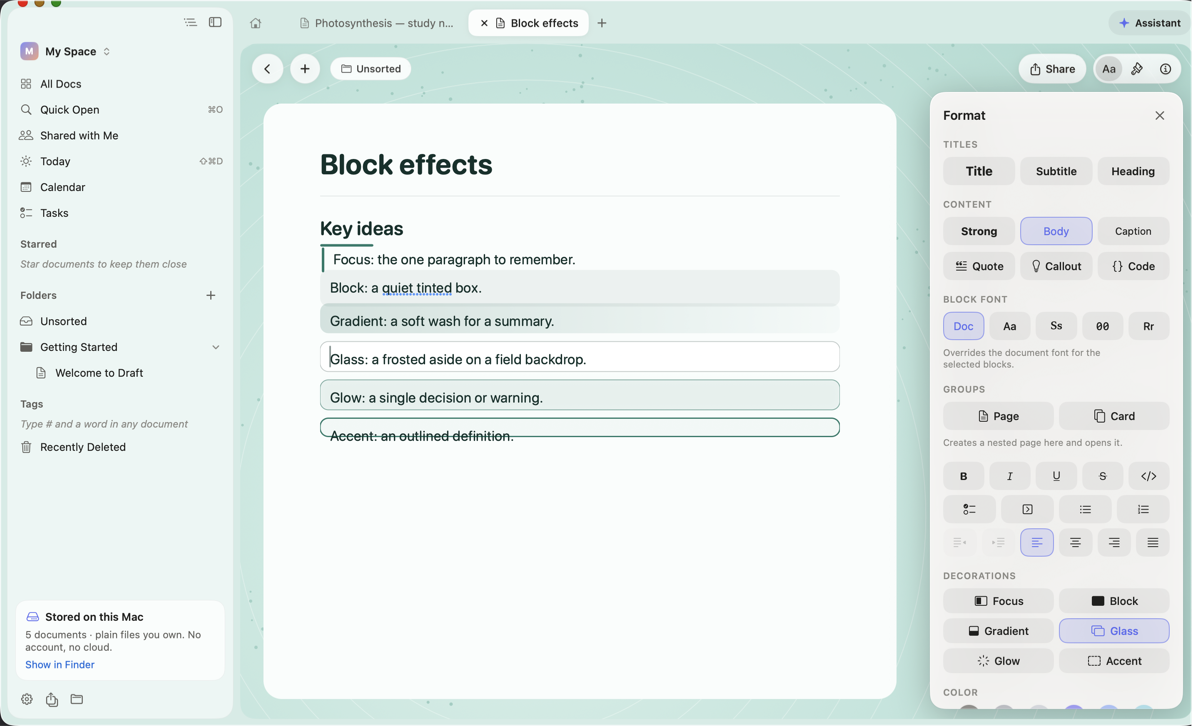 Photosynthesis — study n...
Block effects
Assistant
M My Space
All Docs
Quick Open ⌘O
Shared with Me
Today ⇧⌘D
Calendar
Tasks
Starred
Star documents to keep them close
Folders
Unsorted
Getting Started
Welcome to Draft
Tags
Type # and a word in any document
Recently Deleted
Stored on this Mac
5 documents · plain files you own. No
account, no cloud.
Show in Finder
Unsorted
Share
Aa
Block effects
Key ideas
Focus: the one paragraph to remember.
Block: a quiet tinted box.
Gradient: a soft wash for a summary.
Glass: a frosted aside on a field backdrop.
Glow: a single decision or warning.
Accent: an outlined definition.
Format
TITLES
Title Subtitle Heading
CONTENT
Strong Body Caption
Quote Callout {} Code
BLOCK FONT
Doc Aa Ss 00 Rr
Overrides the document font for the
selected blocks.
GROUPS
Page Card
Creates a nested page here and opens it.
B I U S </>
DECORATIONS
Focus Block
Gradient Glass
Glow Accent
COLOR